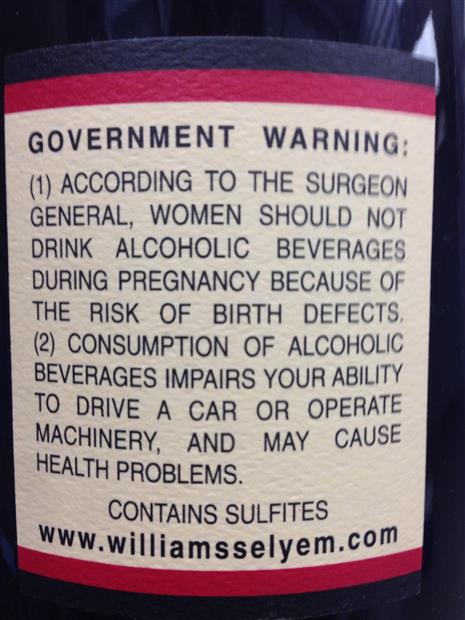 GOVERNMENT WARNING:
(1) ACCORDING TO THE SURGEON
GENERAL, WOMEN SHOULD NOT
DRINK ALCOHOLIC BEVERAGES
DURING PREGNANCY BECAUSE OF
THE RISK OF BIRTH DEFECTS.
(2) CONSUMPTION OF ALCOHOLIC
BEVERAGES IMPAIRS YOUR ABILITY
TO DRIVE A CAR OR OPERATE
MACHINERY, AND MAY CAUSE
HEALTH PROBLEMS.
CONTAINS SULFITES
www.williamsselyem.com